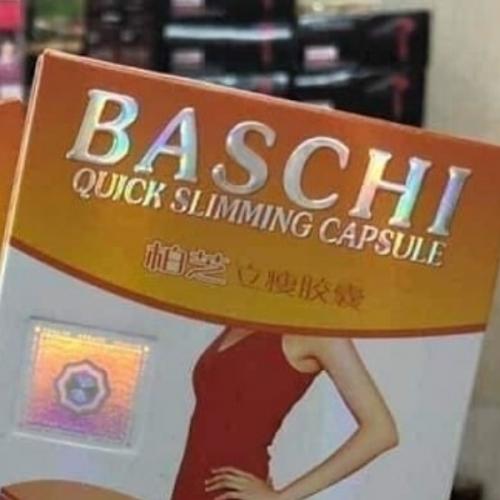 BASCHI
QUICK SLIMMING CAPSULE
柏芝立瘦胶囊